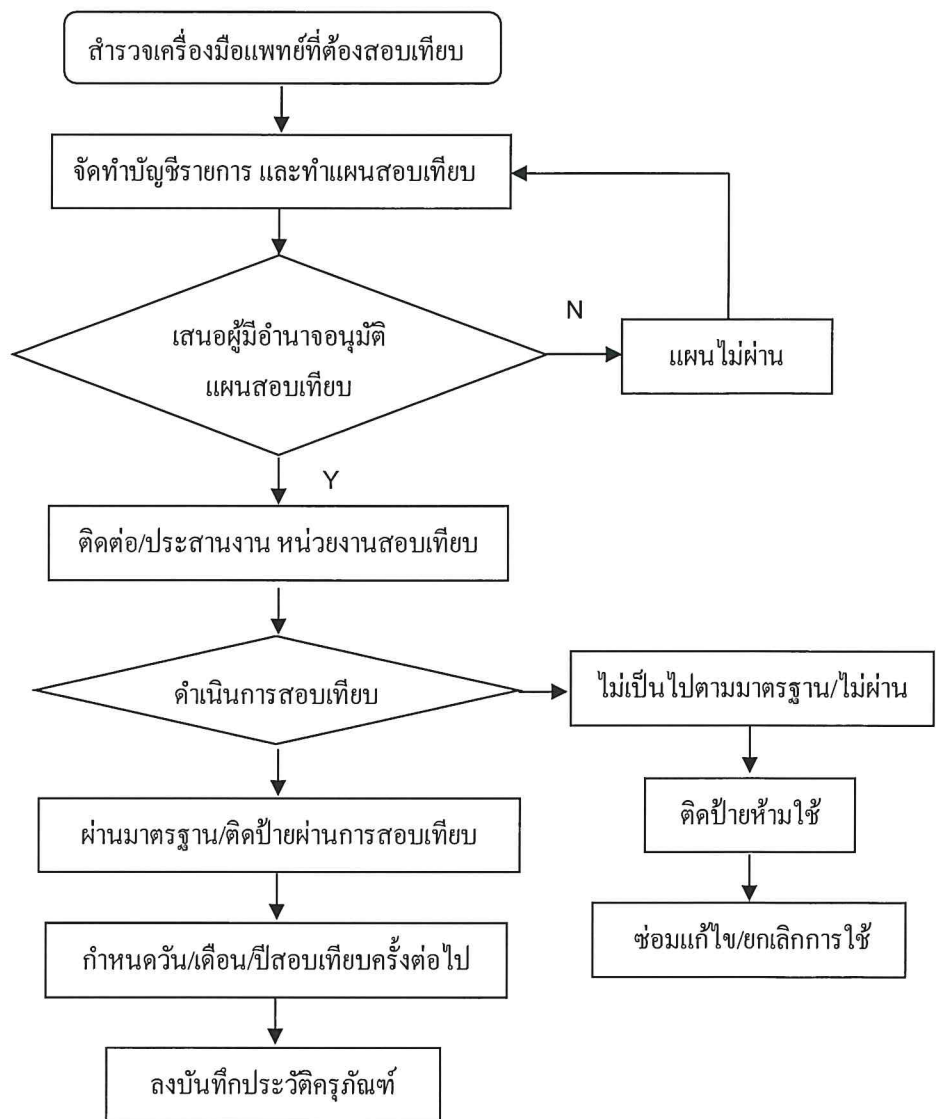 สำรวจเครื่องมือแพทย์ที่ต้องสอบเทียบ
จัดทำบัญชีรายการ และทำแผนสอบเทียบ
เสนอผู้มีอำนาจอนุมัติ
แผนสอบเทียบ
N
แผนไม่ผ่าน
Y
ติดต่อ/ประสานงาน หน่วยงานสอบเทียบ
ดำเนินการสอบเทียบ
ไม่เป็นไปตามมาตรฐาน/ไม่ผ่าน
ติดป้ายห้ามใช้
ซ่อมแก้ไข/ยกเลิกการใช้
ผ่านมาตรฐาน/ติดป้ายผ่านการสอบเทียบ
กำหนดวัน/เดือน/ปีสอบเทียบครั้งต่อไป
ลงบันทึกประวัติครุภัณฑ์